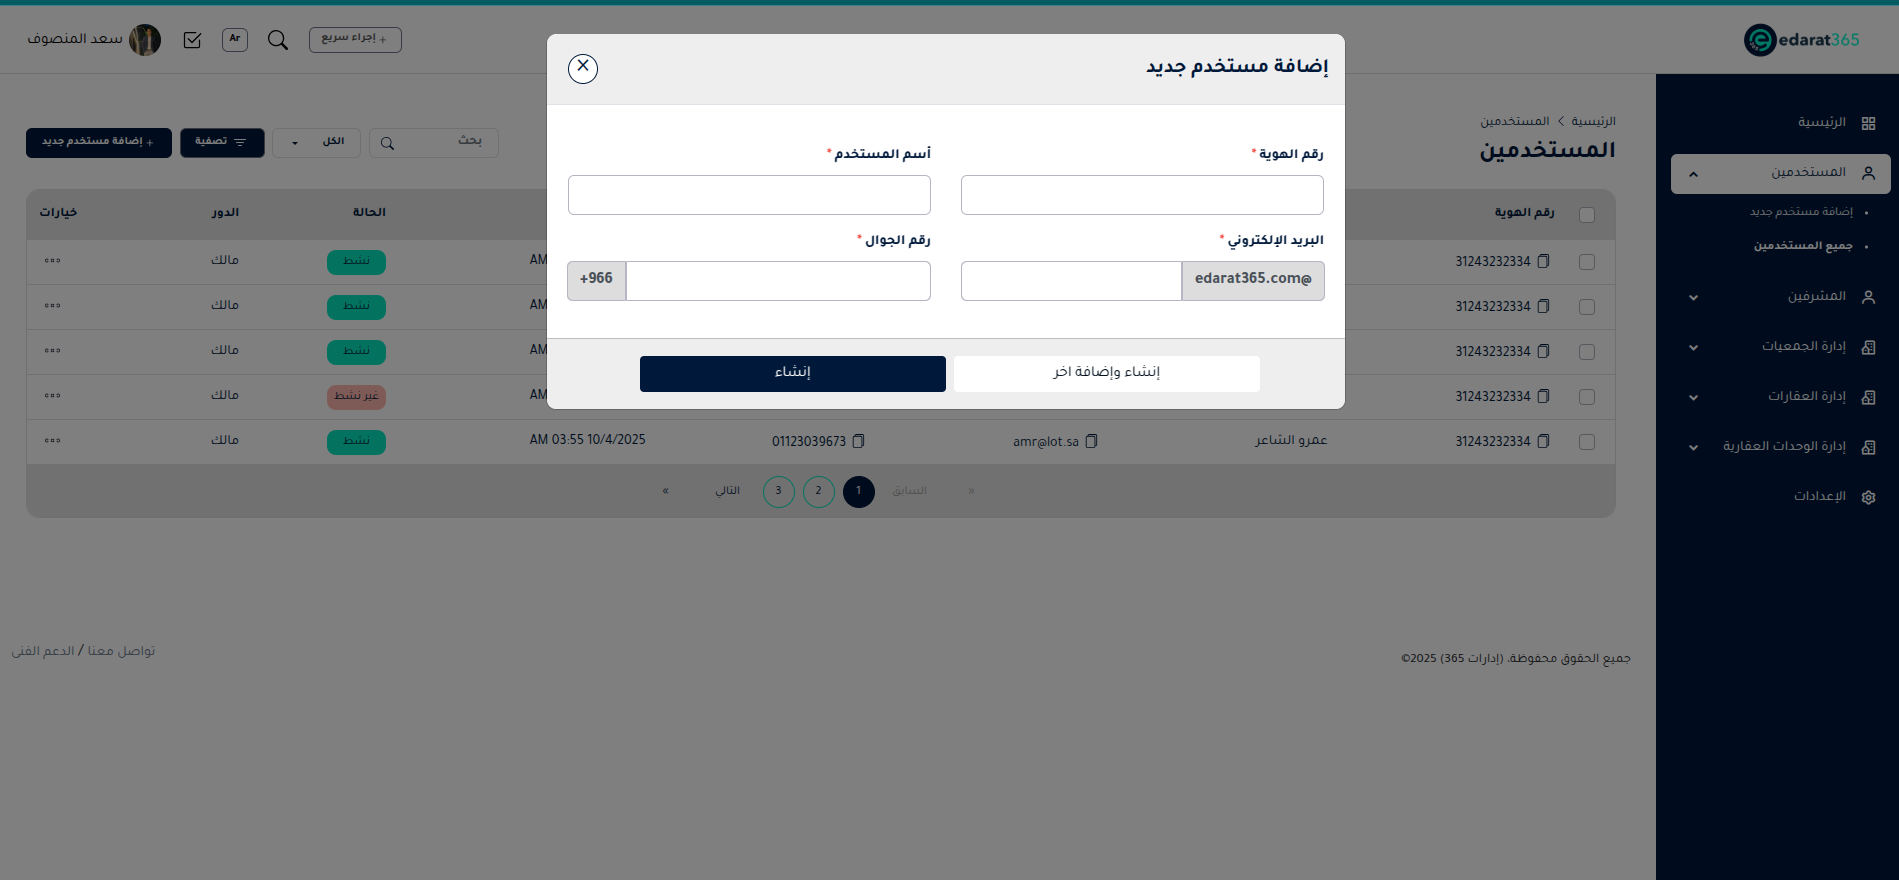 edarat365
+ إجراء سريع
Ar
سعد المنصوف
الرئيسية
المستخدمين
إضافة مستخدم جديد
جميع المستخدمين
المشرفين
إدارة الجمعيات
إدارة العقارات
إدارة الوحدات العقارية
الإعدادات
الرئيسية > المستخدمين
المستخدمين
بحث
الكل
تصفية
+ إضافة مستخدم جديد
إضافة مستخدم جديد
رقم الهوية *
أسم المستخدم *
البريد الإلكتروني *
رقم الجوال *
edarat365.com@
+966
إنشاء وإضافة اخر
إنشاء
رقم الهوية
الحالة
الدور
خيارات
31243232334
AM
نشط
مالك
31243232334
AM
نشط
مالك
31243232334
AM
نشط
مالك
31243232334
AM
غير نشط
مالك
31243232334
عمرو الشاعر
amr@lot.sa
01123039673
AM 03:55 10/4/2025
نشط
مالك
«
السابق
1
2
3
التالي
»
جميع الحقوق محفوظة. (إدارات 365) 2025©
تواصل معنا / الدعم الفنى